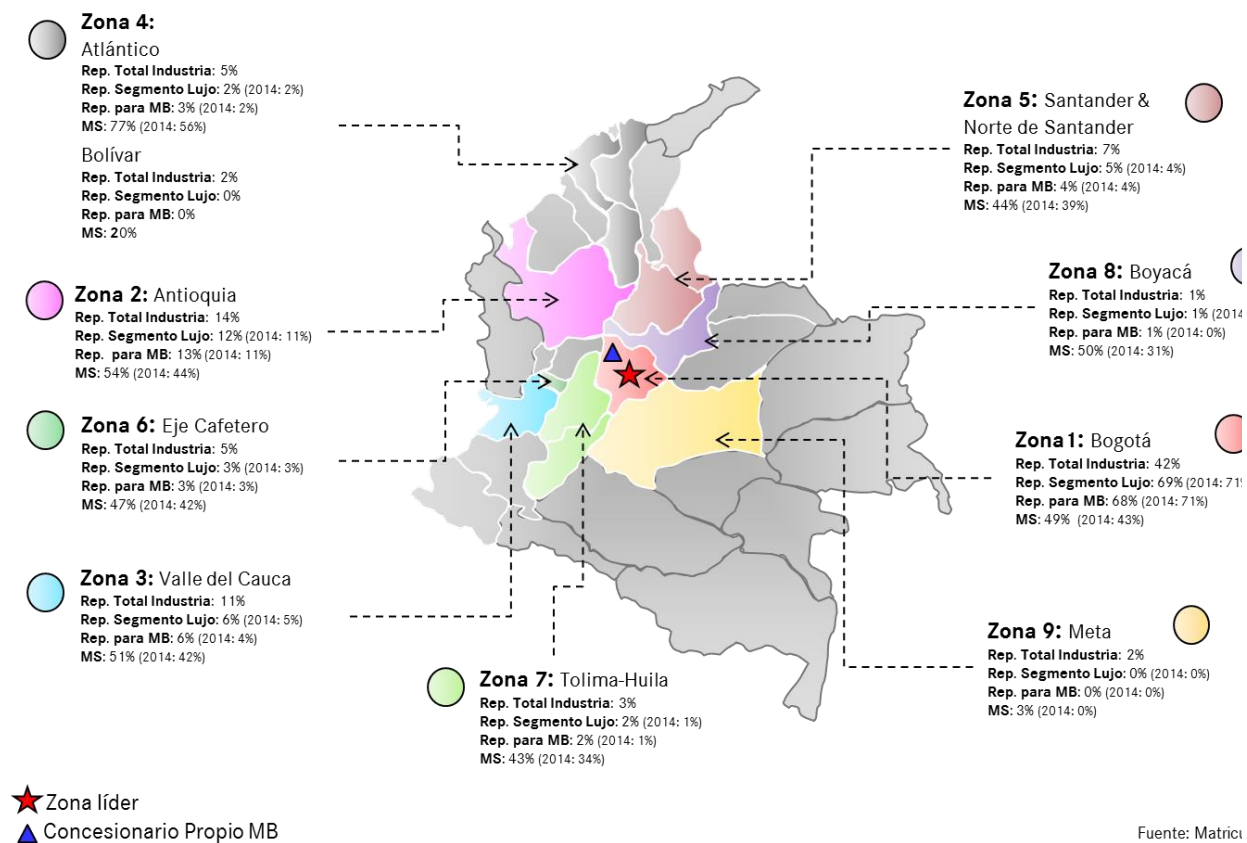 Zona 4:
Atlántico
Rep. Total Industria: 5%
Rep. Segmento Lujo: 2% (2014: 2%)
Rep. para MB: 3% (2014: 2%)
MS: 77% (2014: 56%)
Bolívar
Rep. Total Industria: 2%
Rep. Segmento Lujo: 0%
Rep. para MB: 0%
MS: 20%
Zona 2: Antioquia
Rep. Total Industria: 14%
Rep. Segmento Lujo: 12% (2014: 11%)
Rep. para MB: 13% (2014: 11%)
MS: 54% (2014: 44%)
Zona 6: Eje Cafetero
Rep. Total Industria: 5%
Rep. Segmento Lujo: 3% (2014: 3%)
Rep. para MB: 3% (2014: 3%)
MS: 47% (2014: 42%)
Zona 3: Valle del Cauca
Rep. Total Industria: 11%
Rep. Segmento Lujo: 6% (2014: 5%)
Rep. para MB: 6% (2014: 4%)
MS: 51% (2014: 42%)
Zona 7: Tolima-Huila
Rep. Total Industria: 3%
Rep. Segmento Lujo: 2% (2014: 1%)
Rep. para MB: 2% (2014: 1%)
MS: 43% (2014: 34%)
Zona 5: Santander &
Norte de Santander
Rep. Total Industria: 7%
Rep. Segmento Lujo: 5% (2014: 4%)
Rep. para MB: 4% (2014: 4%)
MS: 44% (2014: 39%)
Zona 8: Boyacá
Rep. Total Industria: 1%
Rep. Segmento Lujo: 1% (2014
Rep. para MB: 1% (2014: 0%)
MS: 50% (2014: 31%)
Zona 1: Bogotá
Rep. Total Industria: 42%
Rep. Segmento Lujo: 69% (2014: 71%
Rep. para MB: 68% (2014: 71%)
MS: 49% (2014: 43%)
Zona 9: Meta
Rep. Total Industria: 2%
Rep. Segmento Lujo: 0% (2014: 0%)
Rep. para MB: 0% (2014: 0%)
MS: 3% (2014: 0%)
Zona líder
Concesionario Propio MB
Fuente: